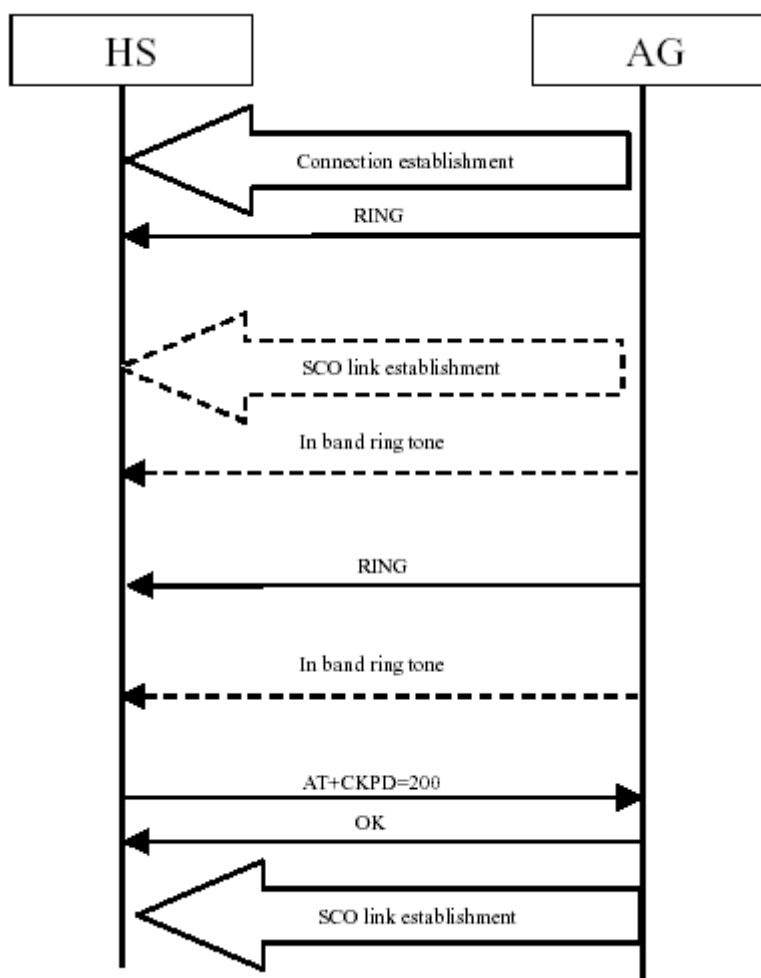 HS
AG
Connection establishment
RING
SCO link establishment
In band ring tone
RING
In band ring tone
AT+CKPD=200
OK
SCO link establishment